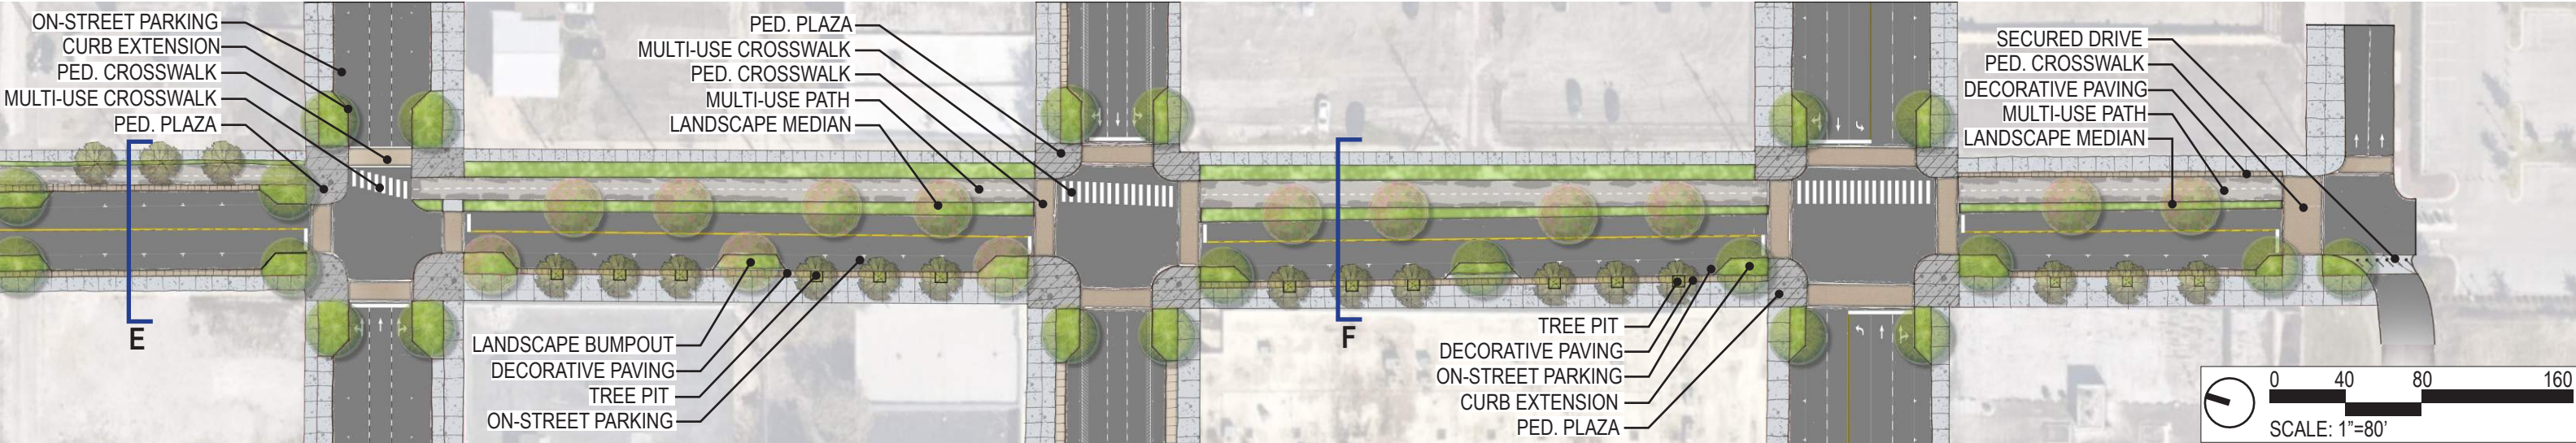 ON-STREET PARKING
CURB EXTENSION
PED. CROSSWALK
MULTI-USE CROSSWALK
PED. PLAZA
E
PED. PLAZA
MULTI-USE CROSSWALK
PED. CROSSWALK
MULTI-USE PATH
LANDSCAPE MEDIAN
LANDSCAPE BUMPOUT
DECORATIVE PAVING
TREE PIT
ON-STREET PARKING
F
TREE PIT
DECORATIVE PAVING
ON-STREET PARKING
CURB EXTENSION
PED. PLAZA
SECURED DRIVE
PED. CROSSWALK
DECORATIVE PAVING
MULTI-USE PATH
LANDSCAPE MEDIAN
0 40 80 160
SCALE: 1"=80'